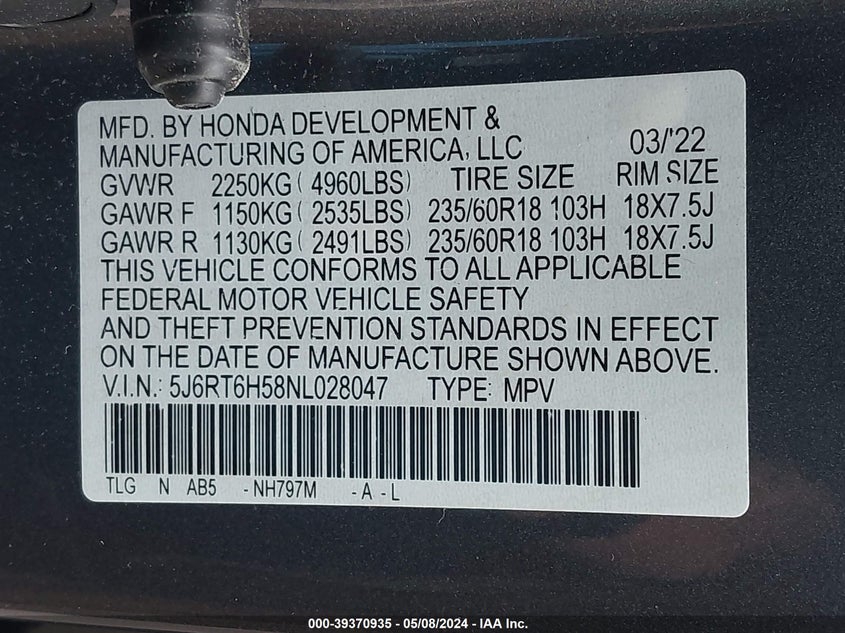 MFD. BY HONDA DEVELOPMENT &
MANUFACTURING OF AMERICA, LLC 03/'22
GVWR 2250KG ( 4960LBS) TIRE SIZE RIM SIZE
GAWR F 1150KG ( 2535LBS) 235/60R18 103H 18X7.5J
GAWR R 1130KG ( 2491LBS) 235/60R18 103H 18X7.5J
THIS VEHICLE CONFORMS TO ALL APPLICABLE
FEDERAL MOTOR VEHICLE SAFETY
AND THEFT PREVENTION STANDARDS IN EFFECT
ON THE DATE OF MANUFACTURE SHOWN ABOVE.
V.I.N.: 5J6RT6H58NL028047 TYPE: MPV
TLG N AB5 -NH797M -A -L
000-39370935 - 05/08/2024 - IAA Inc.